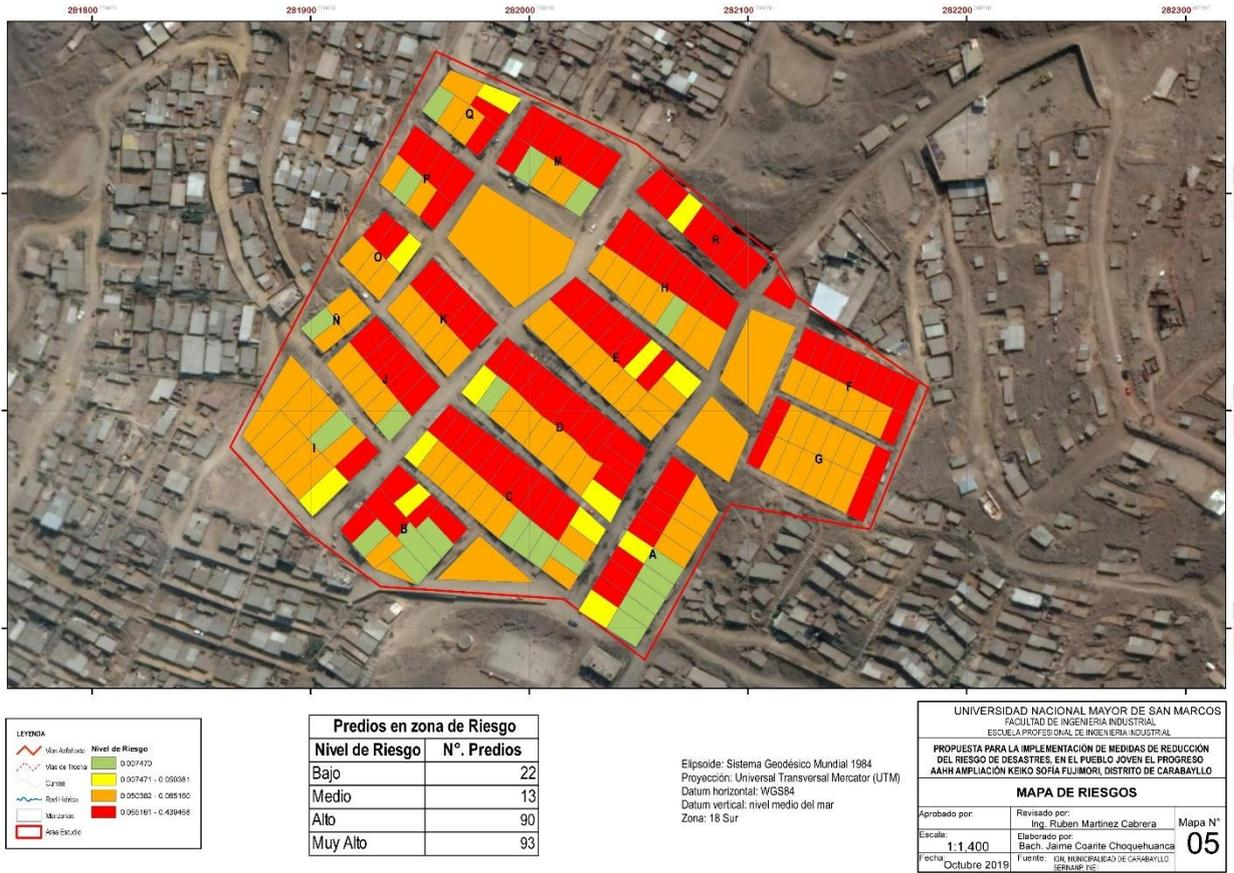 281800 281900 282000 282100 282200 282300
Q
M
P
R
O
H
Ñ
K
E
F
J
D
G
I
C
B
A
LEYENDA
Vías Asfaltada
Vías de Trocha
Curvas
Red Hídrica
Manzanas
Área Estudio
Nivel de Riesgo
0.007470
0.007471 - 0.050381
0.050382 - 0.065160
0.065161 - 0.439468
Predios en zona de Riesgo
Nivel de Riesgo N°. Predios
Bajo 22
Medio 13
Alto 90
Muy Alto 93
Elipsoide: Sistema Geodésico Mundial 1984
Proyección: Universal Transversal Mercator (UTM)
Datum horizontal: WGS84
Datum vertical: nivel medio del mar
Zona: 18 Sur
UNIVERSIDAD NACIONAL MAYOR DE SAN MARCOS
FACULTAD DE INGENIERIA INDUSTRIAL
ESCUELA PROFESIONAL DE INGENIERIA INDUSTRIAL
PROPUESTA PARA LA IMPLEMENTACIÓN DE MEDIDAS DE REDUCCIÓN
DEL RIESGO DE DESASTRES, EN EL PUEBLO JOVEN EL PROGRESO
AAHH AMPLIACIÓN KEIKO SOFÍA FUJIMORI, DISTRITO DE CARABAYLLO
MAPA DE RIESGOS
Aprobado por:
Revisado por:
Ing. Ruben Martinez Cabrera
Escala:
1:1,400
Elaborado por:
Bach. Jaime Coarite Choquehuanca
Fecha:
Octubre 2019
Fuente: IGN, MUNICIPALIDAD DE CARABAYLLO
SERNANP, INEI
Mapa N°
05